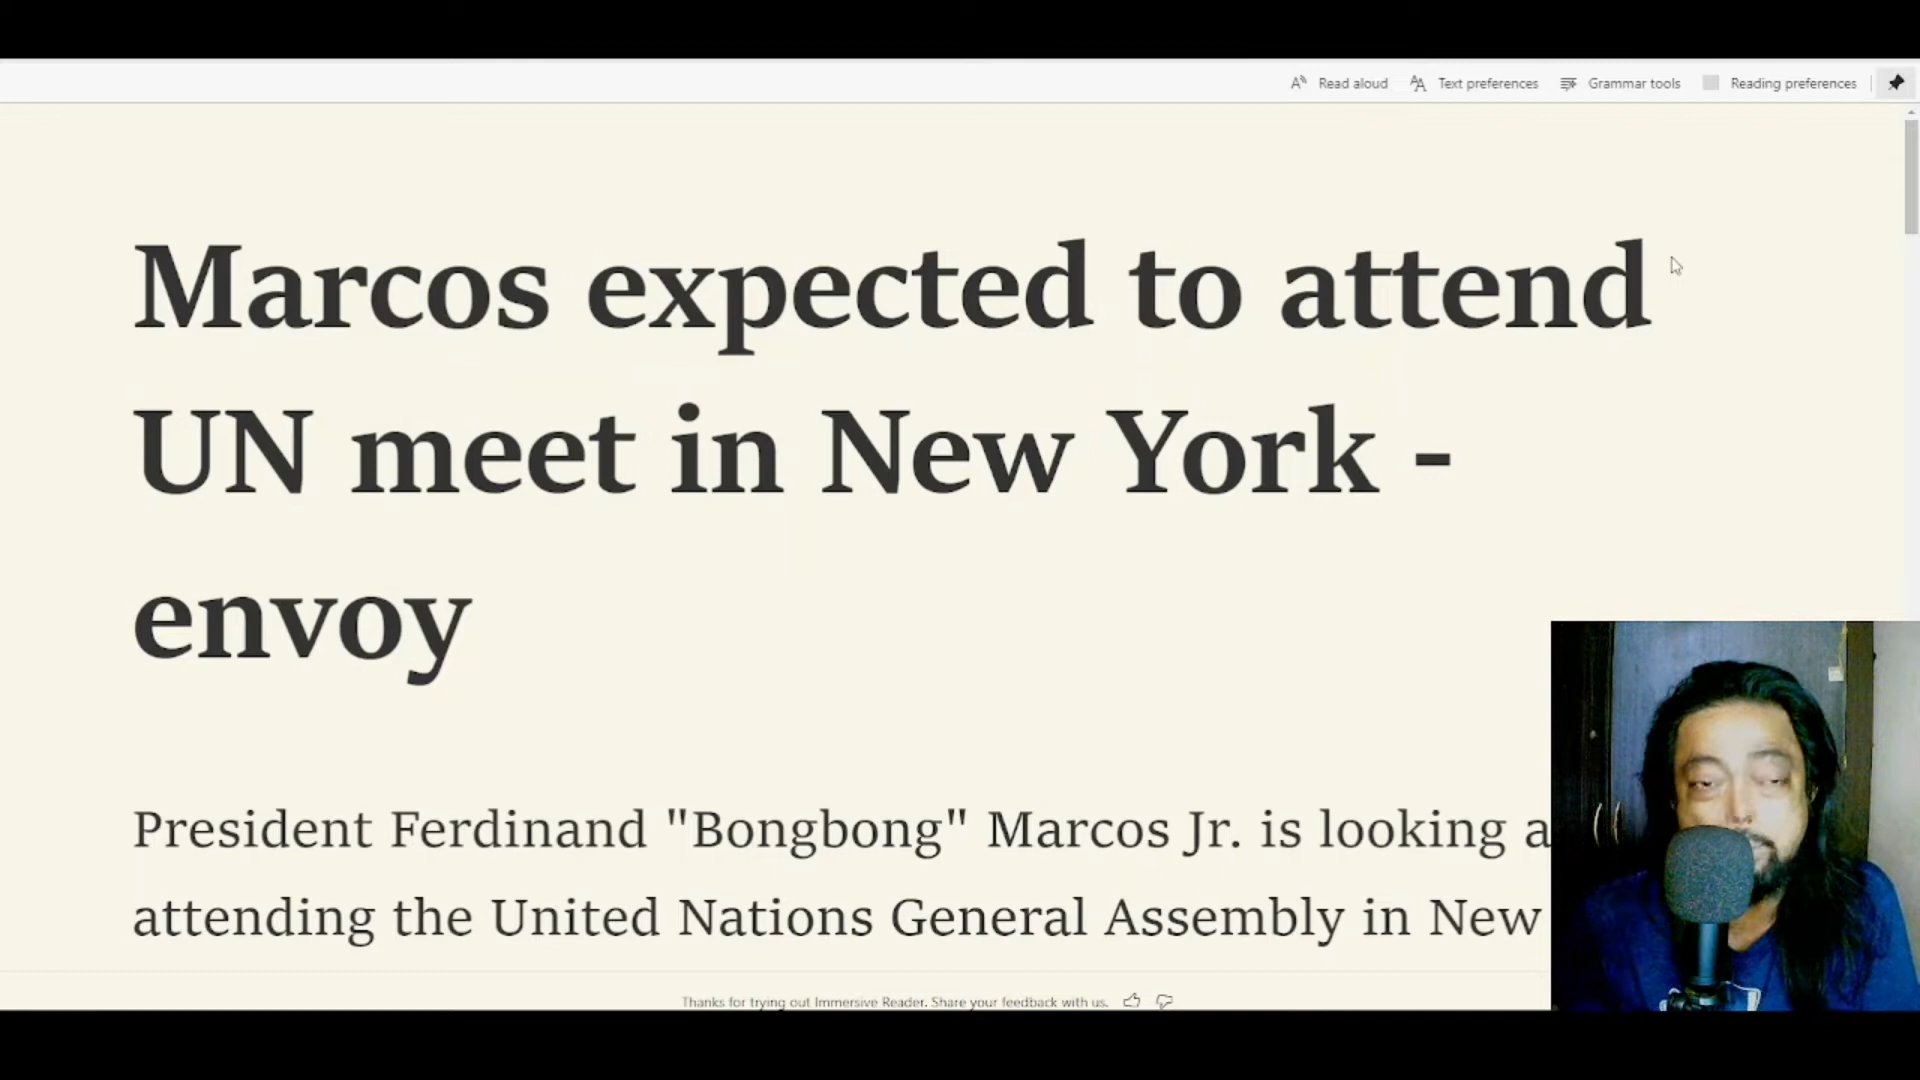 Read aloud Text preferences Grammar tools Reading preferences
Marcos expected to attend
UN meet in New York -
envoy
President Ferdinand "Bongbong" Marcos Jr. is looking a
attending the United Nations General Assembly in New
Thanks for trying out Immersive Reader. Share your feedback with us.